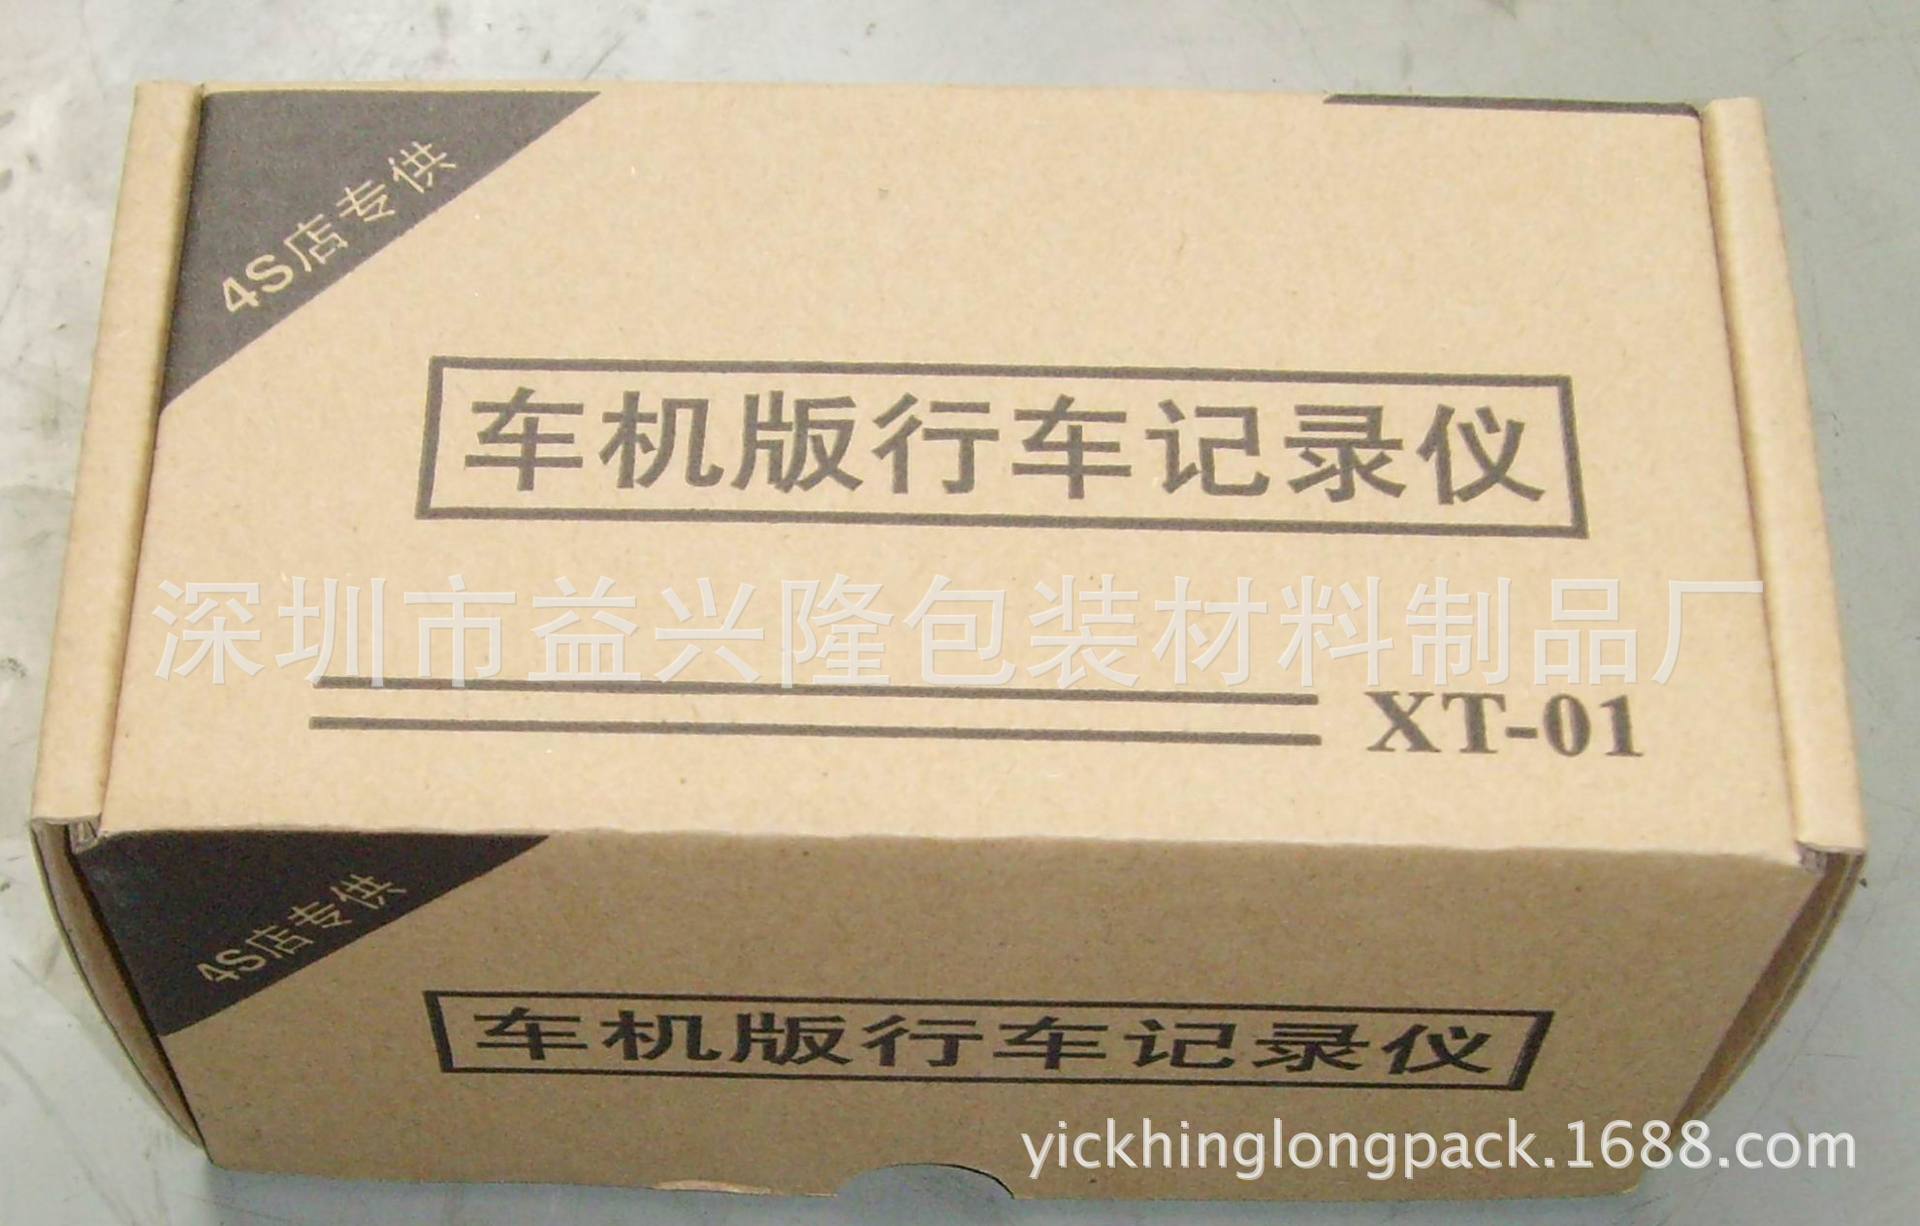 4S店专供
车机版行车记录仪
深圳市益兴隆包装材料制品厂
XT-01
4S店专供
车机版行车记录仪
yickhinglongpack.1688.com